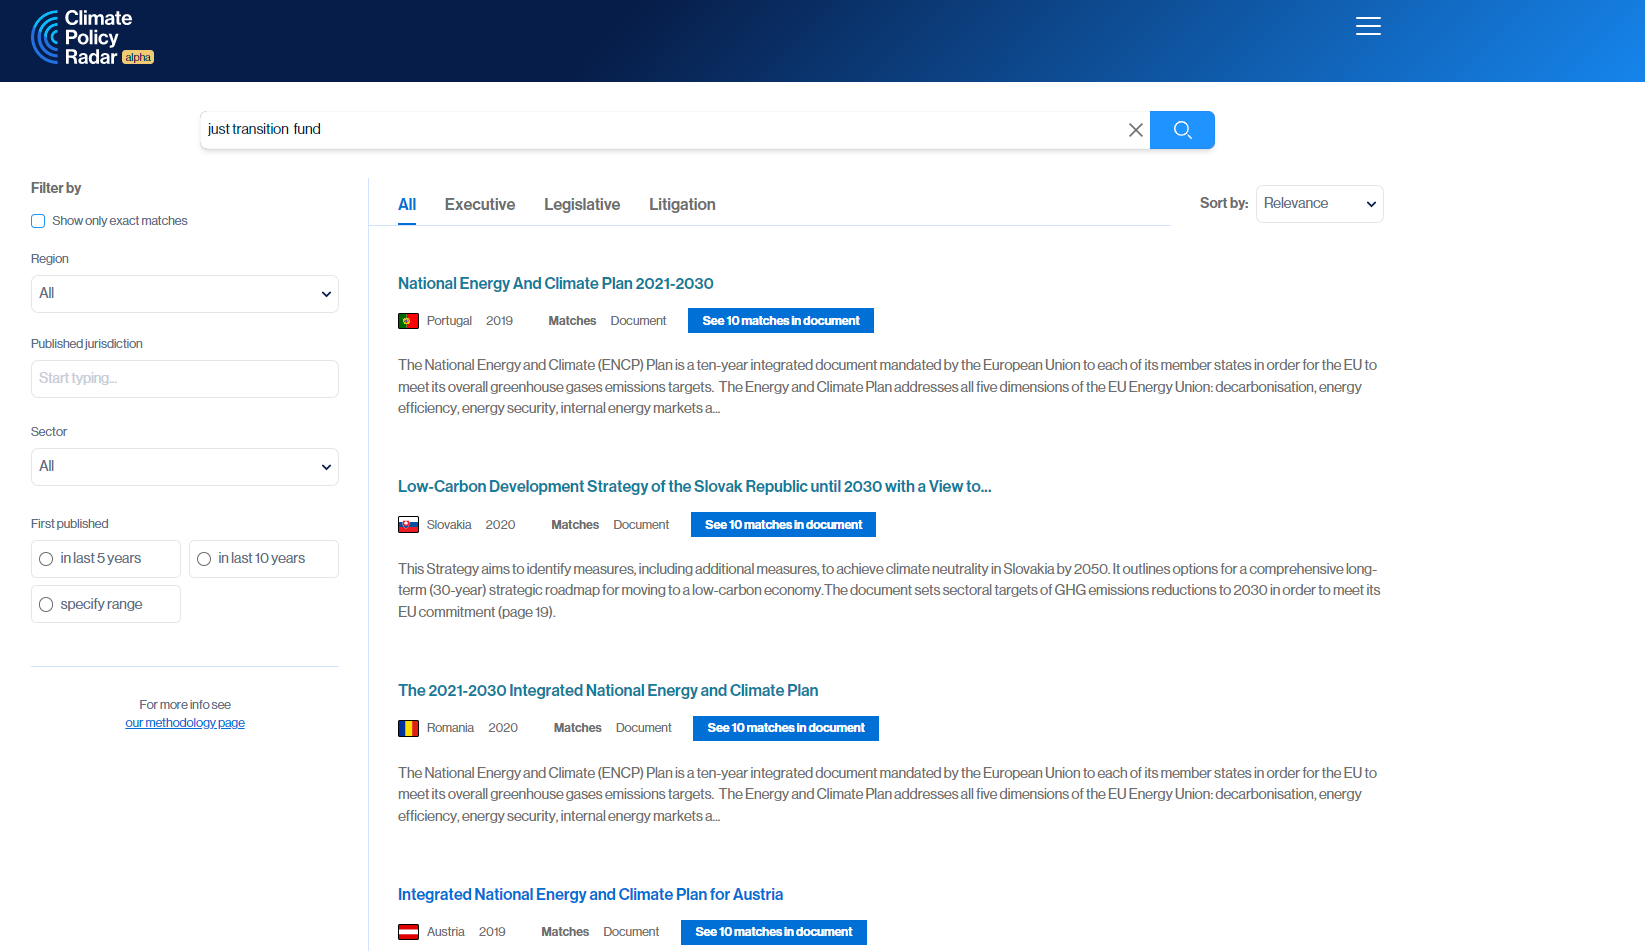 Climate
Policy
Radar alpha
just transition fund
Filter by
Show only exact matches
Region
All
Published jurisdiction
Start typing...
Sector
All
First published
in last 5 years
in last 10 years
specify range
For more info see
our methodology page
All Executive Legislative Litigation
Sort by: Relevance
National Energy And Climate Plan 2021-2030
Portugal 2019 Matches Document See 10 matches in document
The National Energy and Climate (ENCP) Plan is a ten-year integrated document mandated by the European Union to each of its member states in order for the EU to
meet its overall greenhouse gases emissions targets. The Energy and Climate Plan addresses all five dimensions of the EU Energy Union: decarbonisation, energy
efficiency, energy security, internal energy markets a...
Low-Carbon Development Strategy of the Slovak Republic until 2030 with a View to...
Slovakia 2020 Matches Document See 10 matches in document
This Strategy aims to identify measures, including additional measures, to achieve climate neutrality in Slovakia by 2050. It outlines options for a comprehensive long-
term (30-year) strategic roadmap for moving to a low-carbon economy.The document sets sectoral targets of GHG emissions reductions to 2030 in order to meet its
EU commitment (page 19).
The 2021-2030 Integrated National Energy and Climate Plan
Romania 2020 Matches Document See 10 matches in document
The National Energy and Climate (ENCP) Plan is a ten-year integrated document mandated by the European Union to each of its member states in order for the EU to
meet its overall greenhouse gases emissions targets. The Energy and Climate Plan addresses all five dimensions of the EU Energy Union: decarbonisation, energy
efficiency, energy security, internal energy markets a...
Integrated National Energy and Climate Plan for Austria
Austria 2019 Matches Document See 10 matches in document